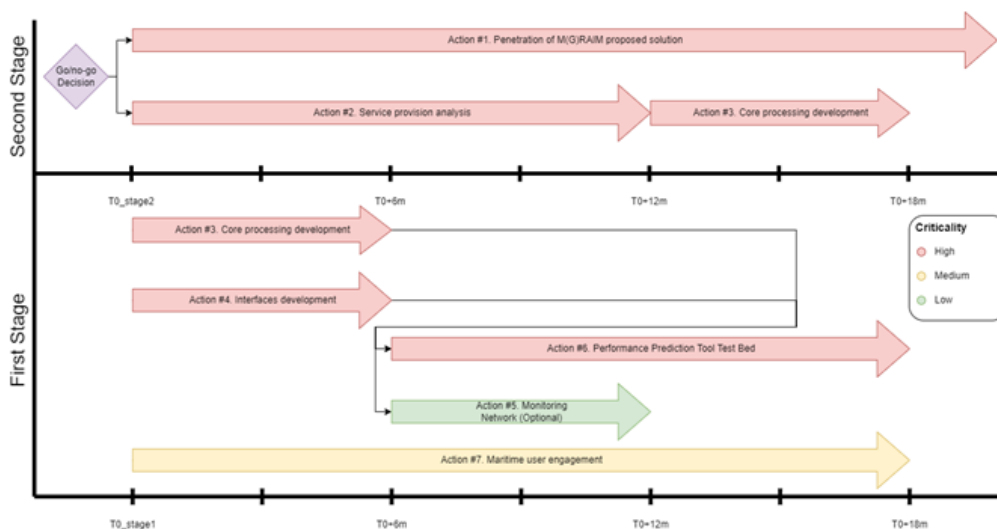 Second Stage
Action #1. Penetration of M(G)RAIM proposed solution
Go/no-go
Decision
Action #2. Service provision analysis
Action #3. Core processing development
T0_stage2
T0+6m
T0+12m
T0+18m
First Stage
Action #3. Core processing development
Criticality
High
Medium
Low
Action #4. Interfaces development
Action #6. Performance Prediction Tool Test Bed
Action #5. Monitoring
Network (Optional)
Action #7. Maritime user engagement
T0_stage1
T0+6m
T0+12m
T0+18m